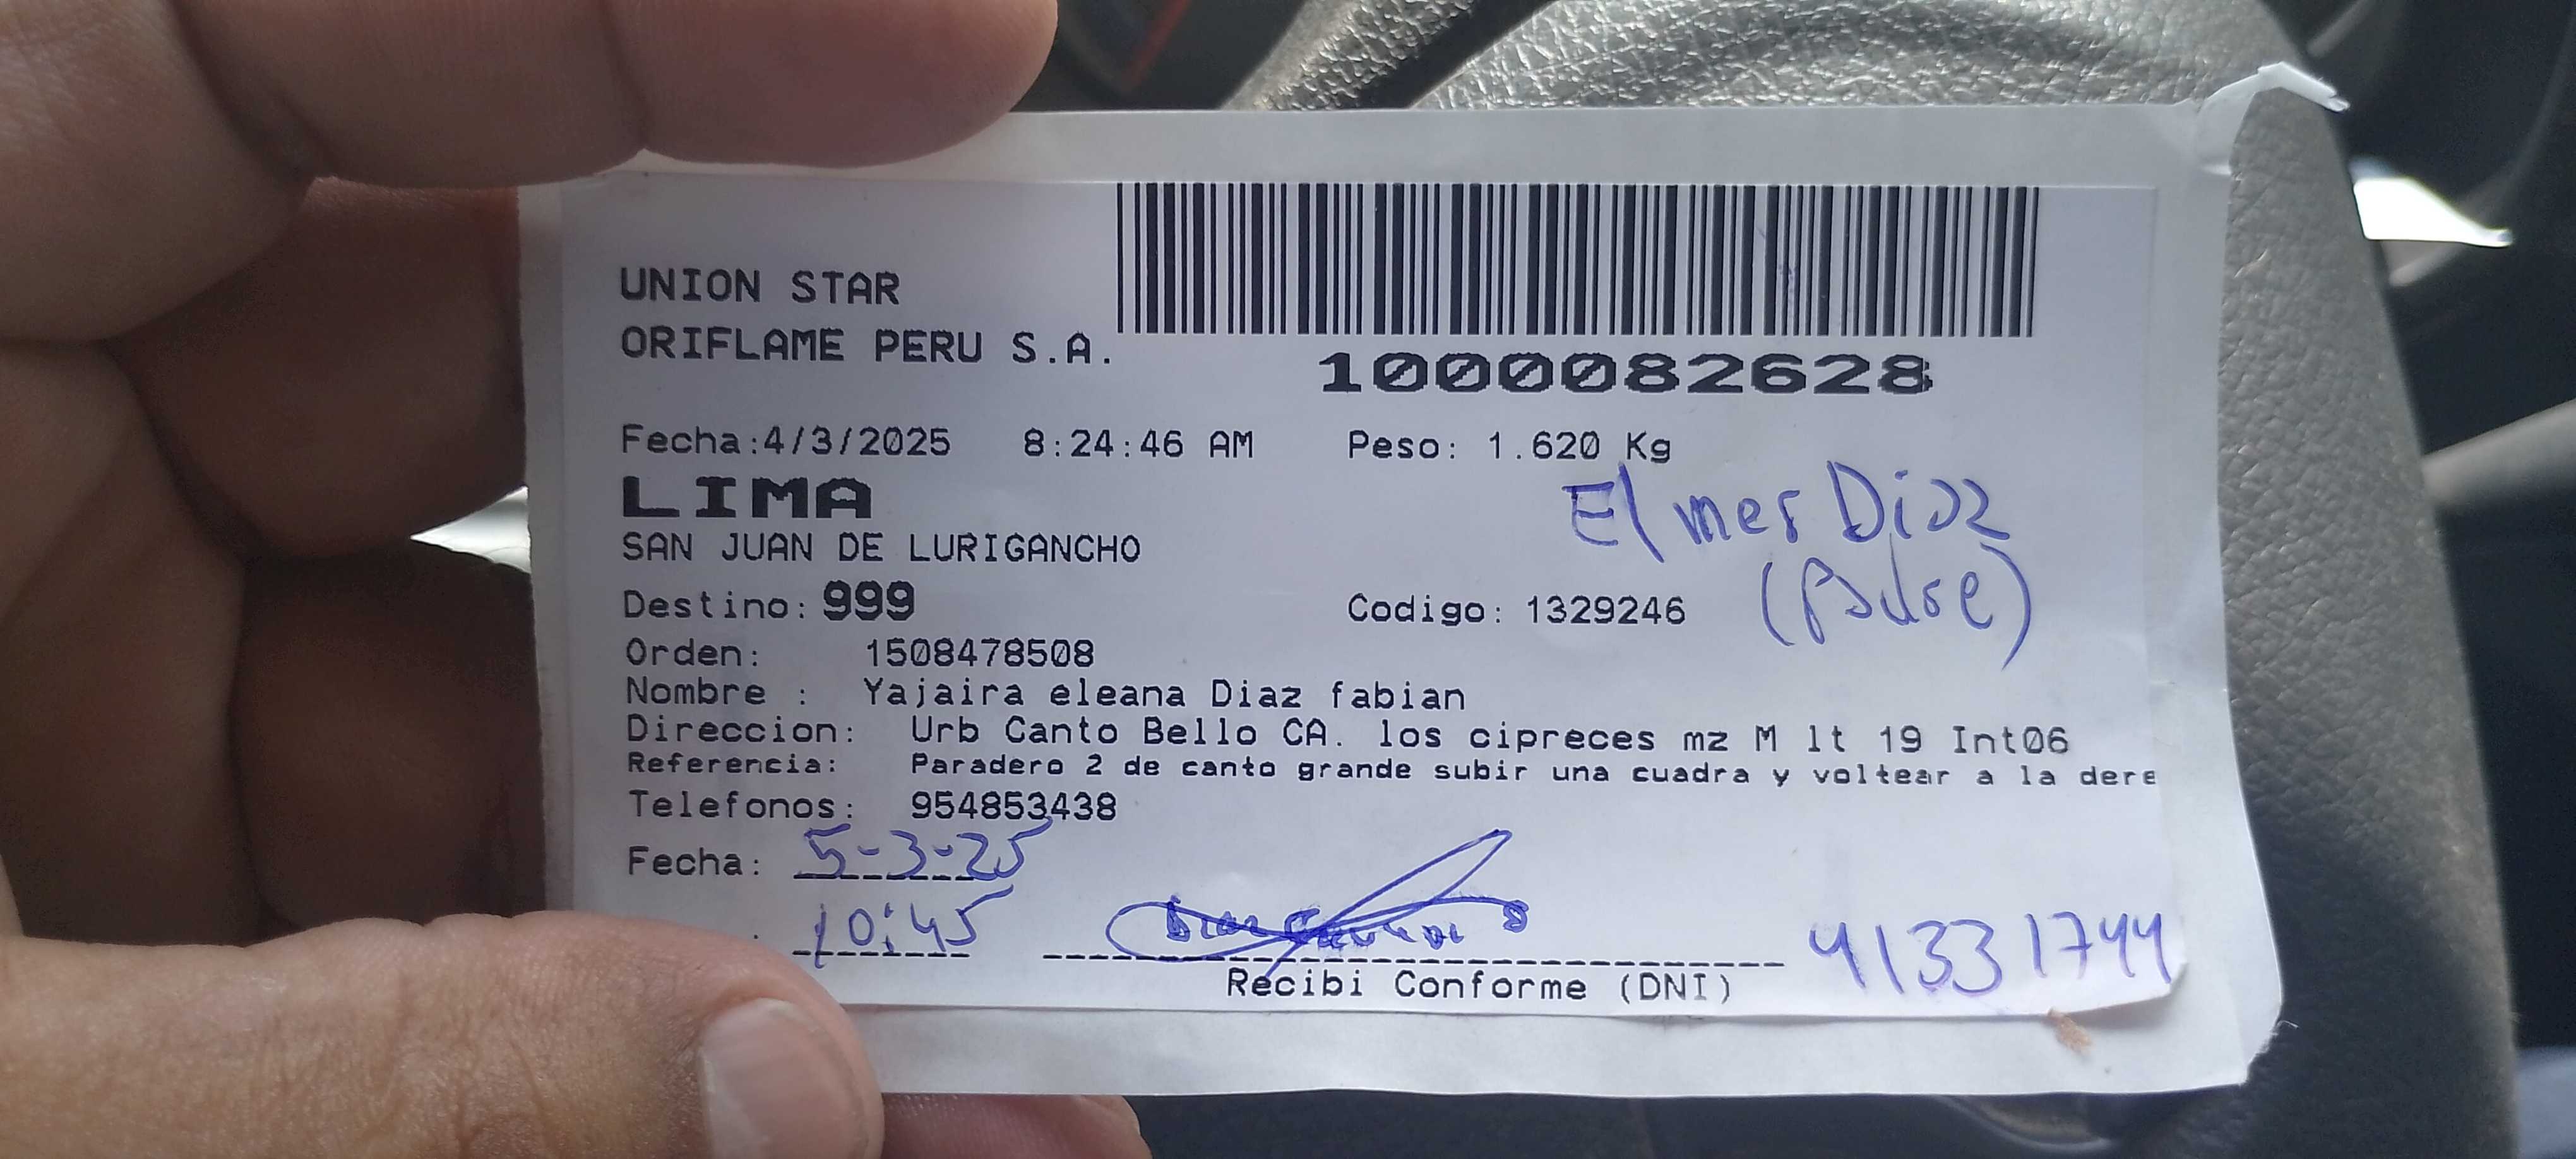 UNION STAR
ORIFLAME PERU S.A.
1000082628
Fecha:4/3/2025 8:24:46 AM Peso: 1.620 Kg
LIMA
SAN JUAN DE LURIGANCHO
Elmer Diaz
(Padre)
Destino: 999 Codigo: 1329246
Orden: 1508478508
Nombre : Yajaira eleana Diaz fabian
Direccion: Urb Canto Bello CA. los cipreces mz M lt 19 Int06
Referencia: Paradero 2 de canto grande subir una cuadra y voltear a la dere
Telefonos: 954853438
Fecha: 5-3-25
10:45
41331744
Recibi Conforme (DNI)